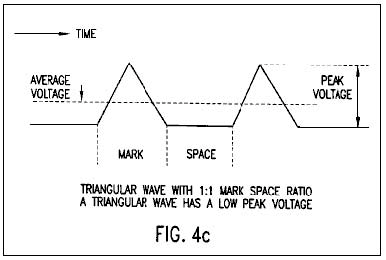 TIME
AVERAGE
VOLTAGE
PEAK
VOLTAGE
MARK
SPACE
TRIANGULAR WAVE WITH 1:1 MARK SPACE RATIO
A TRIANGULAR WAVE HAS A LOW PEAK VOLTAGE
FIG. 4c